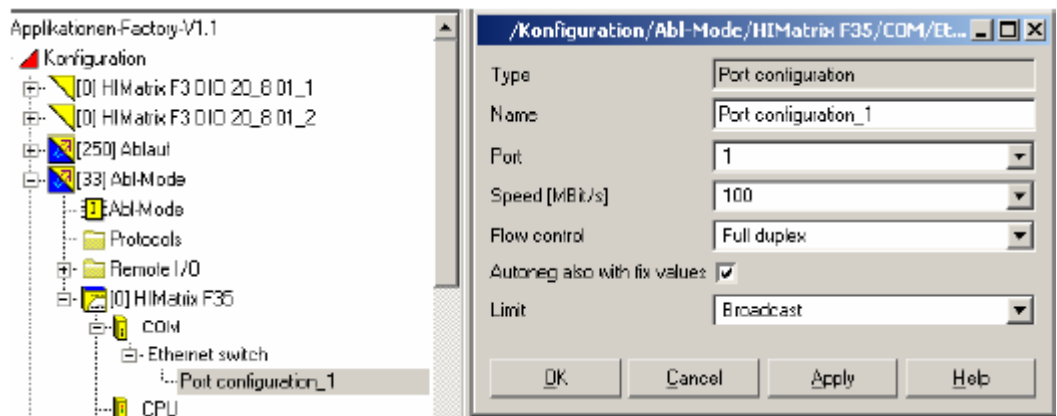 Applikationen-Factory-V1.1
Konfiguration
[0] HIMatrix F3 DIO 20_8 01_1
[0] HIMatrix F3 DIO 20_8 01_2
[250] Ablauf
[33] Abl-Mode
Abl-Mode
Protocols
Remote I/O
[0] HIMatrix F35
COM
Ethernet switch
Port configuration_1
CPU
/Konfiguration/Abl-Mode/HIMatrix F35/COM/Et...
Type Port configuration
Name Port configuration_1
Port 1
Speed [MBit/s] 100
Flow control Full duplex
Autoneg also with fix values
Limit Broadcast
OK Cancel Apply Help